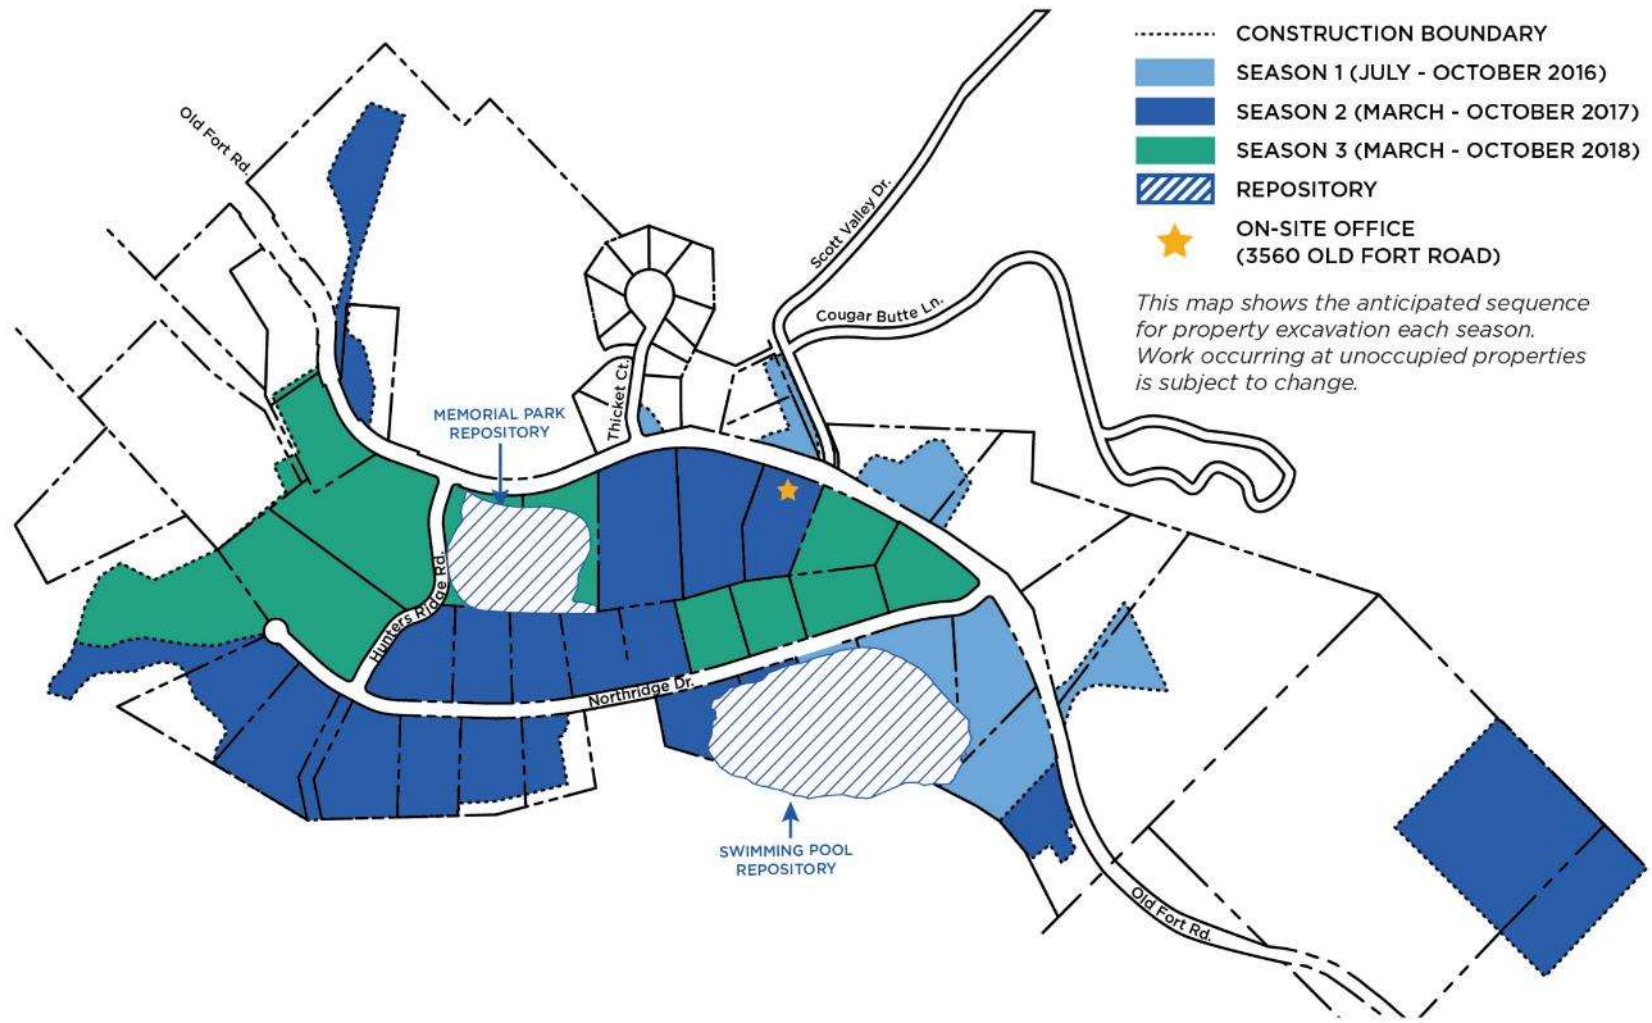 CONSTRUCTION BOUNDARY
SEASON 1 (JULY - OCTOBER 2016)
SEASON 2 (MARCH - OCTOBER 2017)
SEASON 3 (MARCH - OCTOBER 2018)
REPOSITORY
ON-SITE OFFICE
(3560 OLD FORT ROAD)
This map shows the anticipated sequence
for property excavation each season.
Work occurring at unoccupied properties
is subject to change.
Old Fort Rd.
Scott Valley Dr.
Cougar Butte Ln.
Thicket Ct.
MEMORIAL PARK
REPOSITORY
Hunters Ridge Rd.
Northridge Dr.
SWIMMING POOL
REPOSITORY
Old Fort Rd.